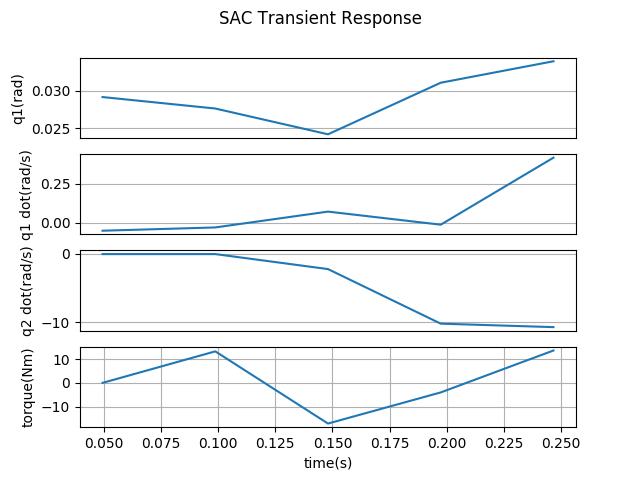 SAC Transient Response
q1(rad)
0.030
0.025
q1 dot(rad/s)
0.25
0.00
q2 dot(rad/s)
0
−10
torque(Nm)
10
0
−10
0.050 0.075 0.100 0.125 0.150 0.175 0.200 0.225 0.250
time(s)